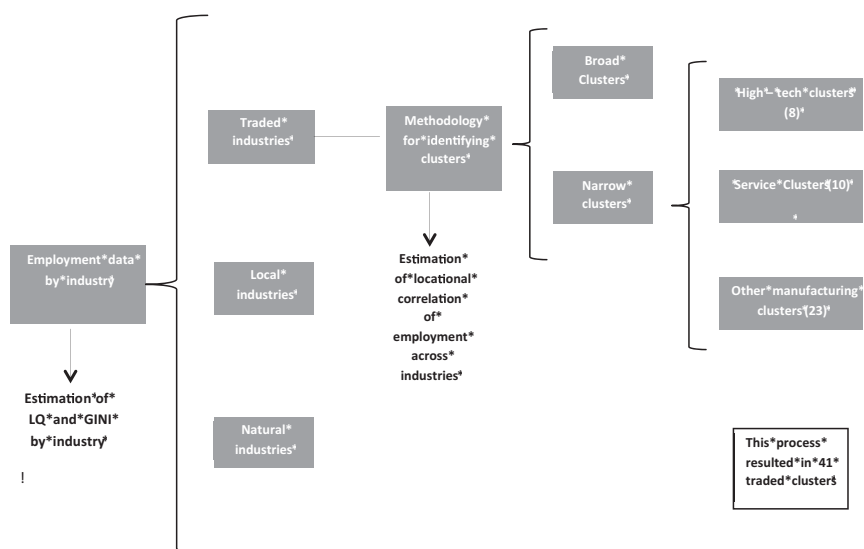 Employment*data*
by*industry*
Estimation*of*
LQ*and*GINI*
by*industry*
!
Traded*
industries*
Local*
industries*
Natural*
industries*
Methodology*
for*identifying*
clusters*
Estimation*
of*locational*
correlation*
of*
employment*
across*
industries*
Broad*
Clusters*
Narrow*
clusters*
*High*–*tech*clusters*
(8)*
*Service*Clusters*(10)*
*
Other*manufacturing*
clusters*(23)*
This*process*
resulted*in*41*
traded*clusters*